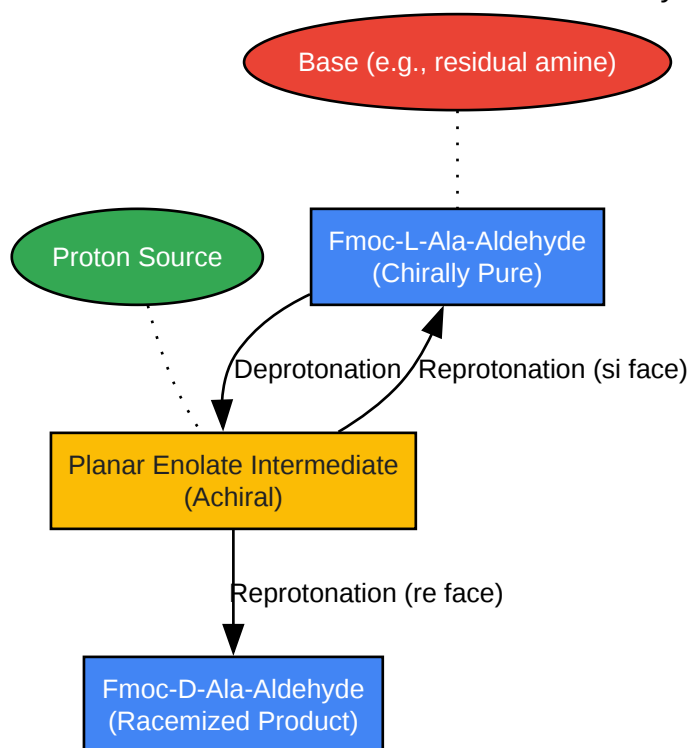 Base (e.g., residual amine)
Proton Source
Fmoc-L-Ala-Aldehyde
(Chirally Pure)
Deprotonation
Reprotonation (si face)
Planar Enolate Intermediate
(Achiral)
Reprotonation (re face)
Fmoc-D-Ala-Aldehyde
(Racemized Product)